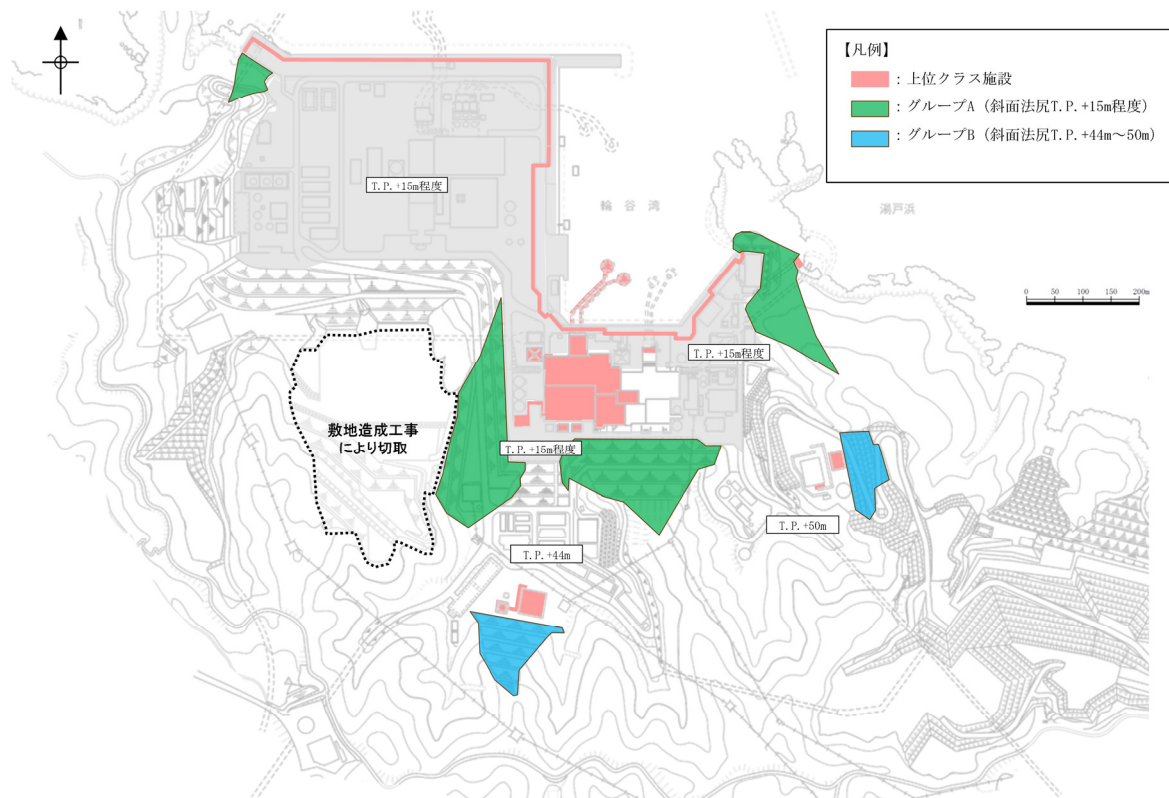 【凡例】
：上位クラス施設
：グループA（斜面法尻T.P.+15m程度）
：グループB（斜面法尻T.P.+44m～50m）
T.P.+15m程度
輪谷湾
湯戸浜
0 50 100 150 200m
T.P.+15m程度
敷地造成工事
により切取
T.P.+15m程度
T.P.+50m
T.P.+44m